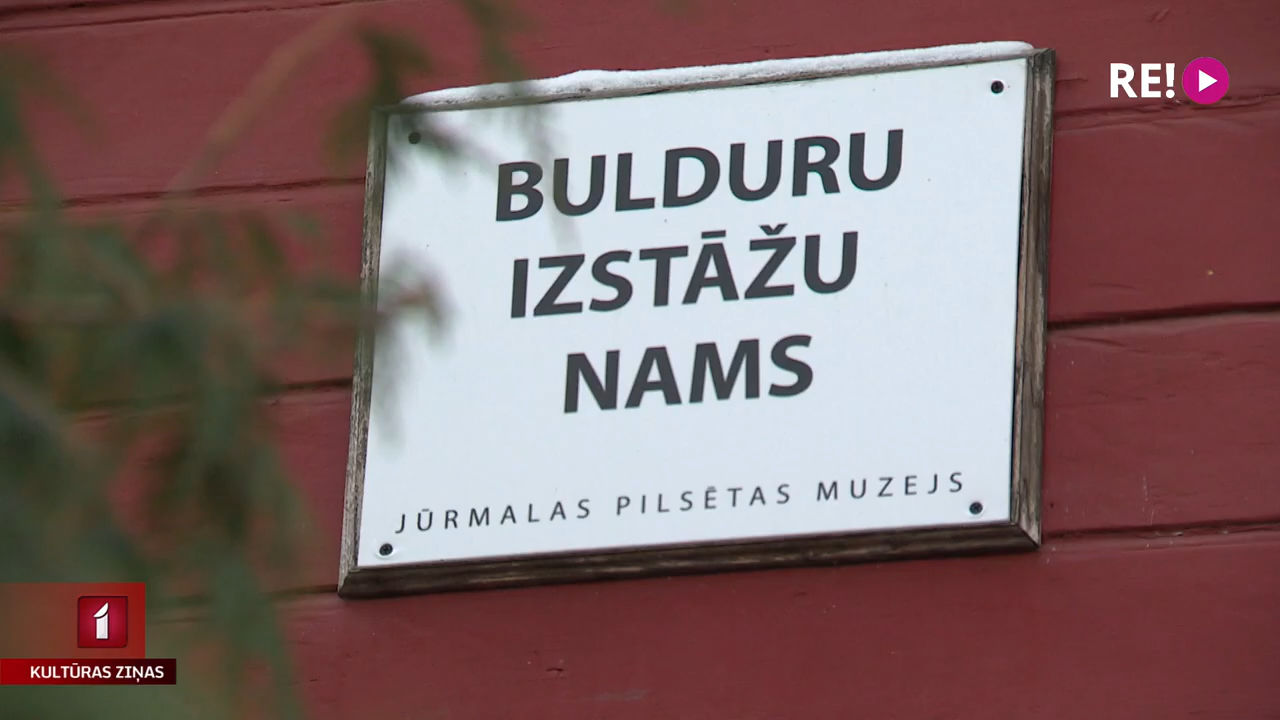 RE!
BULDURU
IZSTĀŽU
NAMS
JŪRMALAS PILSĒTAS MUZEJS
1
KULTŪRAS ZIŅAS